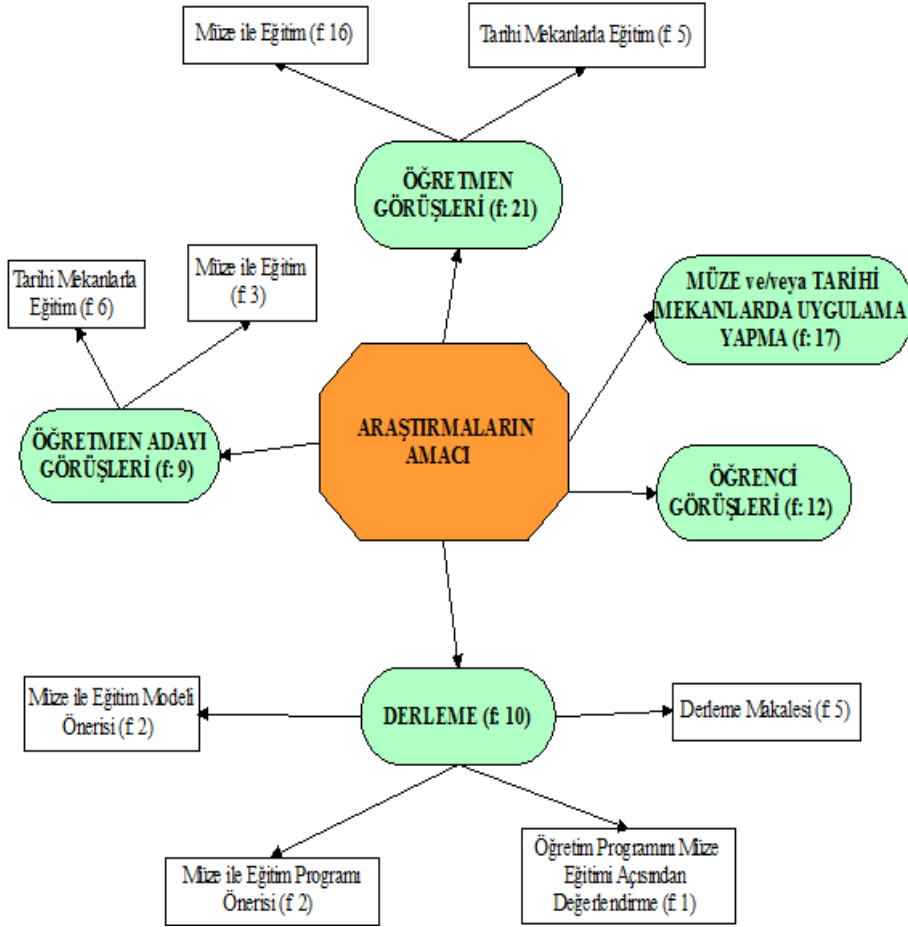 Müze ile Eğitim (f: 16)
Tarihi Mekanlarla Eğitim (f: 5)
ÖĞRETMEN
GÖRÜŞLERİ (f: 21)
Tarihi Mekanlarla
Eğitim (f: 6)
Müze ile Eğitim
(f: 3)
MÜZE ve/veya TARİHİ
MEKANLARDA UYGULAMA
YAPMA (f: 17)
ÖĞRETMEN ADAYI
GÖRÜŞLERİ (f: 9)
ARAŞTIRMALARIN
AMACI
ÖĞRENCİ
GÖRÜŞLERİ (f: 12)
Müze ile Eğitim Modeli
Önerisi (f: 2)
DERLEME (f: 10)
Derleme Makalesi (f: 5)
Müze ile Eğitim Programı
Önerisi (f: 2)
Öğretim Programını Müze
Eğitimi Açısından
Değerlendirme (f: 1)